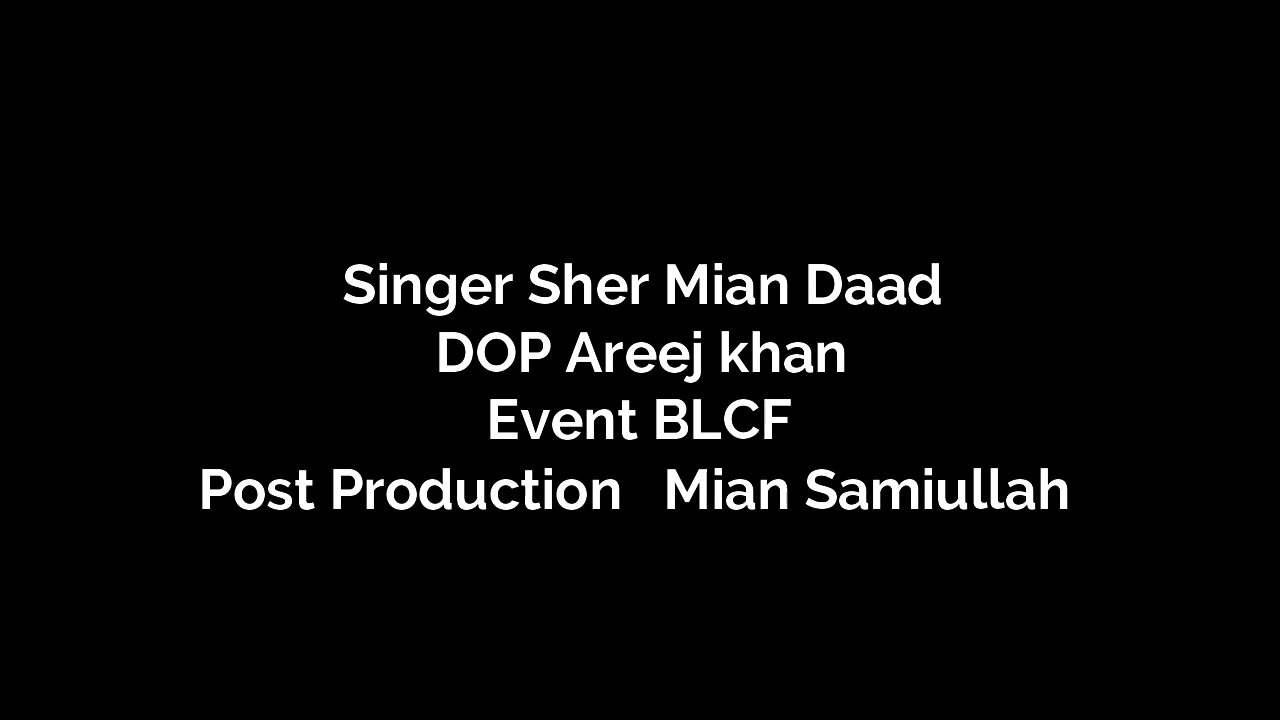 Singer Sher Mian Daad
DOP Areej khan
Event BLCF
Post Production   Mian Samiullah